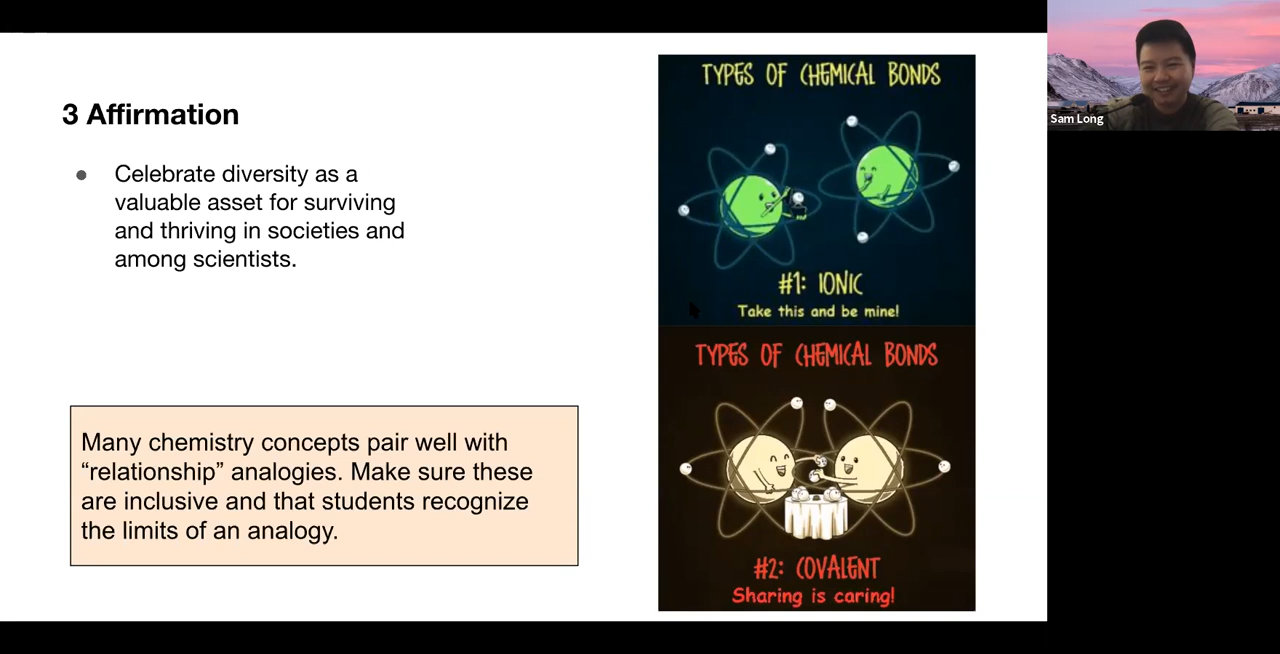 3 Affirmation
● Celebrate diversity as a
valuable asset for surviving
and thriving in societies and
among scientists.
Many chemistry concepts pair well with
“relationship” analogies. Make sure these
are inclusive and that students recognize
the limits of an analogy.
TYPES OF CHEMICAL BONDS
#1: IONIC
Take this and be mine!
TYPES OF CHEMICAL BONDS
#2: COVALENT
Sharing is caring!
Sam Long